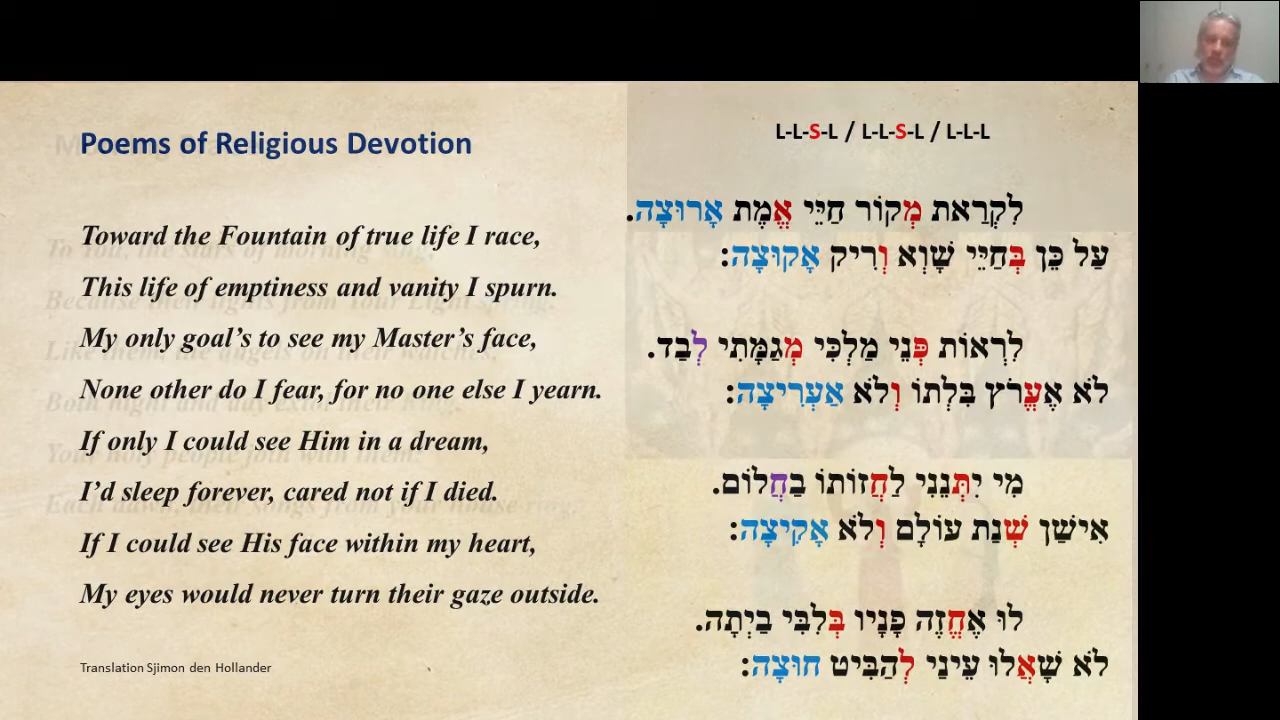 Poems of Religious Devotion
Toward the Fountain of true life I race,
This life of emptiness and vanity I spurn.
My only goal's to see my Master's face,
None other do I fear, for no one else I yearn.
If only I could see Him in a dream,
I'd sleep forever, cared not if I died.
If I could see His face within my heart,
My eyes would never turn their gaze outside.
Translation Sjimon den Hollander
L-L-S-L / L-L-S-L / L-L-L
לִקְרַאת מְקוֹר חַיֵּי אֱמֶת אָרוּצָה.
עַל כֵּן בְּחַיֵּי שָׁוְא וְרִיק אָקוּצָה:
לִרְאוֹת פְּנֵי מַלְכִּי מְגַמָּתִי לְבַד.
לֹא אֶעֱרֹץ בִּלְתּוֹ וְלֹא אַעְרִיצָה:
מִי יִתְּנֵנִי לַחֲזוֹתוֹ בַחֲלוֹם.
אִישַׁן שְׁנַת עוֹלָם וְלֹא אָקִיצָה:
לוּ אֶחֱזֶה פָנָיו בְּלִבִּי בַיְתָה.
לֹא שָׁאֲלוּ עֵינַי לְהַבִּיט חוּצָה: